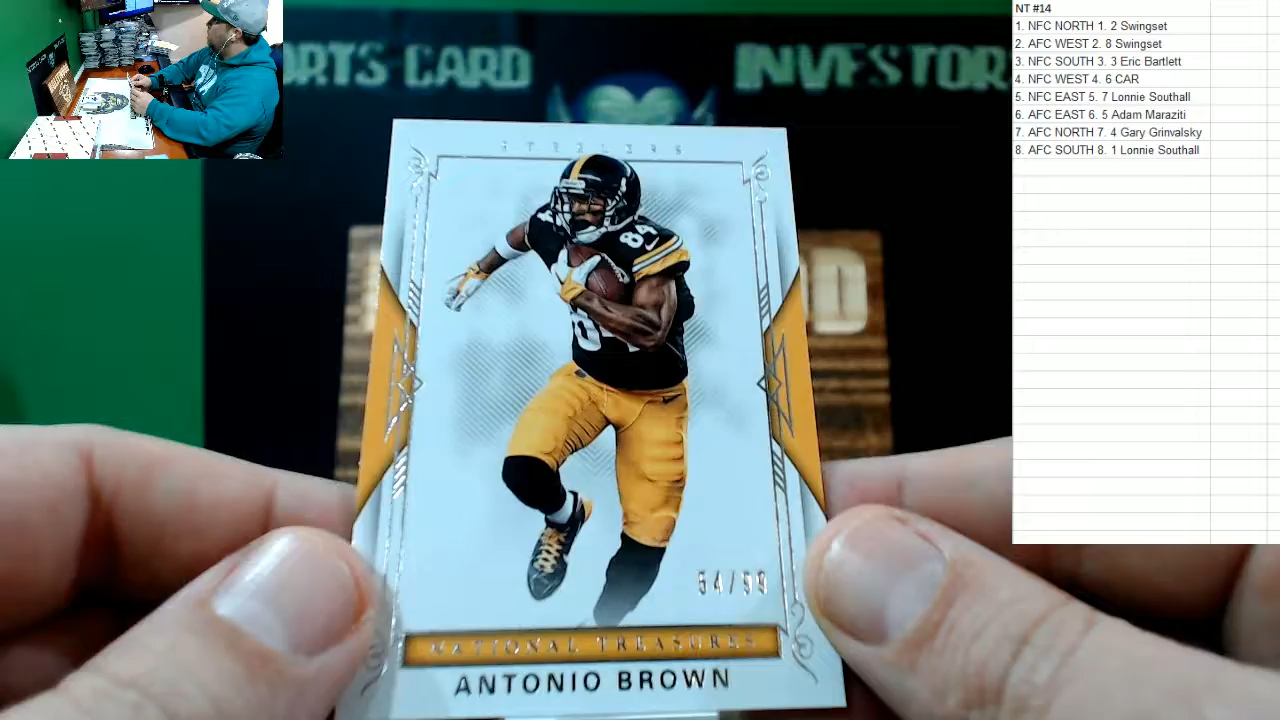 NT #14
1. NFC NORTH 1. 2 Swingset
2. AFC WEST 2. 8 Swingset
3. NFC SOUTH 3. 3 Eric Bartlett
4. NFC WEST 4. 6 CAR
5. NFC EAST 5. 7 Lonnie Southall
6. AFC EAST 6. 5 Adam Maraziti
7. AFC NORTH 7. 4 Gary Grinvalsky
8. AFC SOUTH 8. 1 Lonnie Southall
ORTS CARD INVESTOR
STEELERS
84
54/99
NATIONAL TREASURES
ANTONIO BROWN